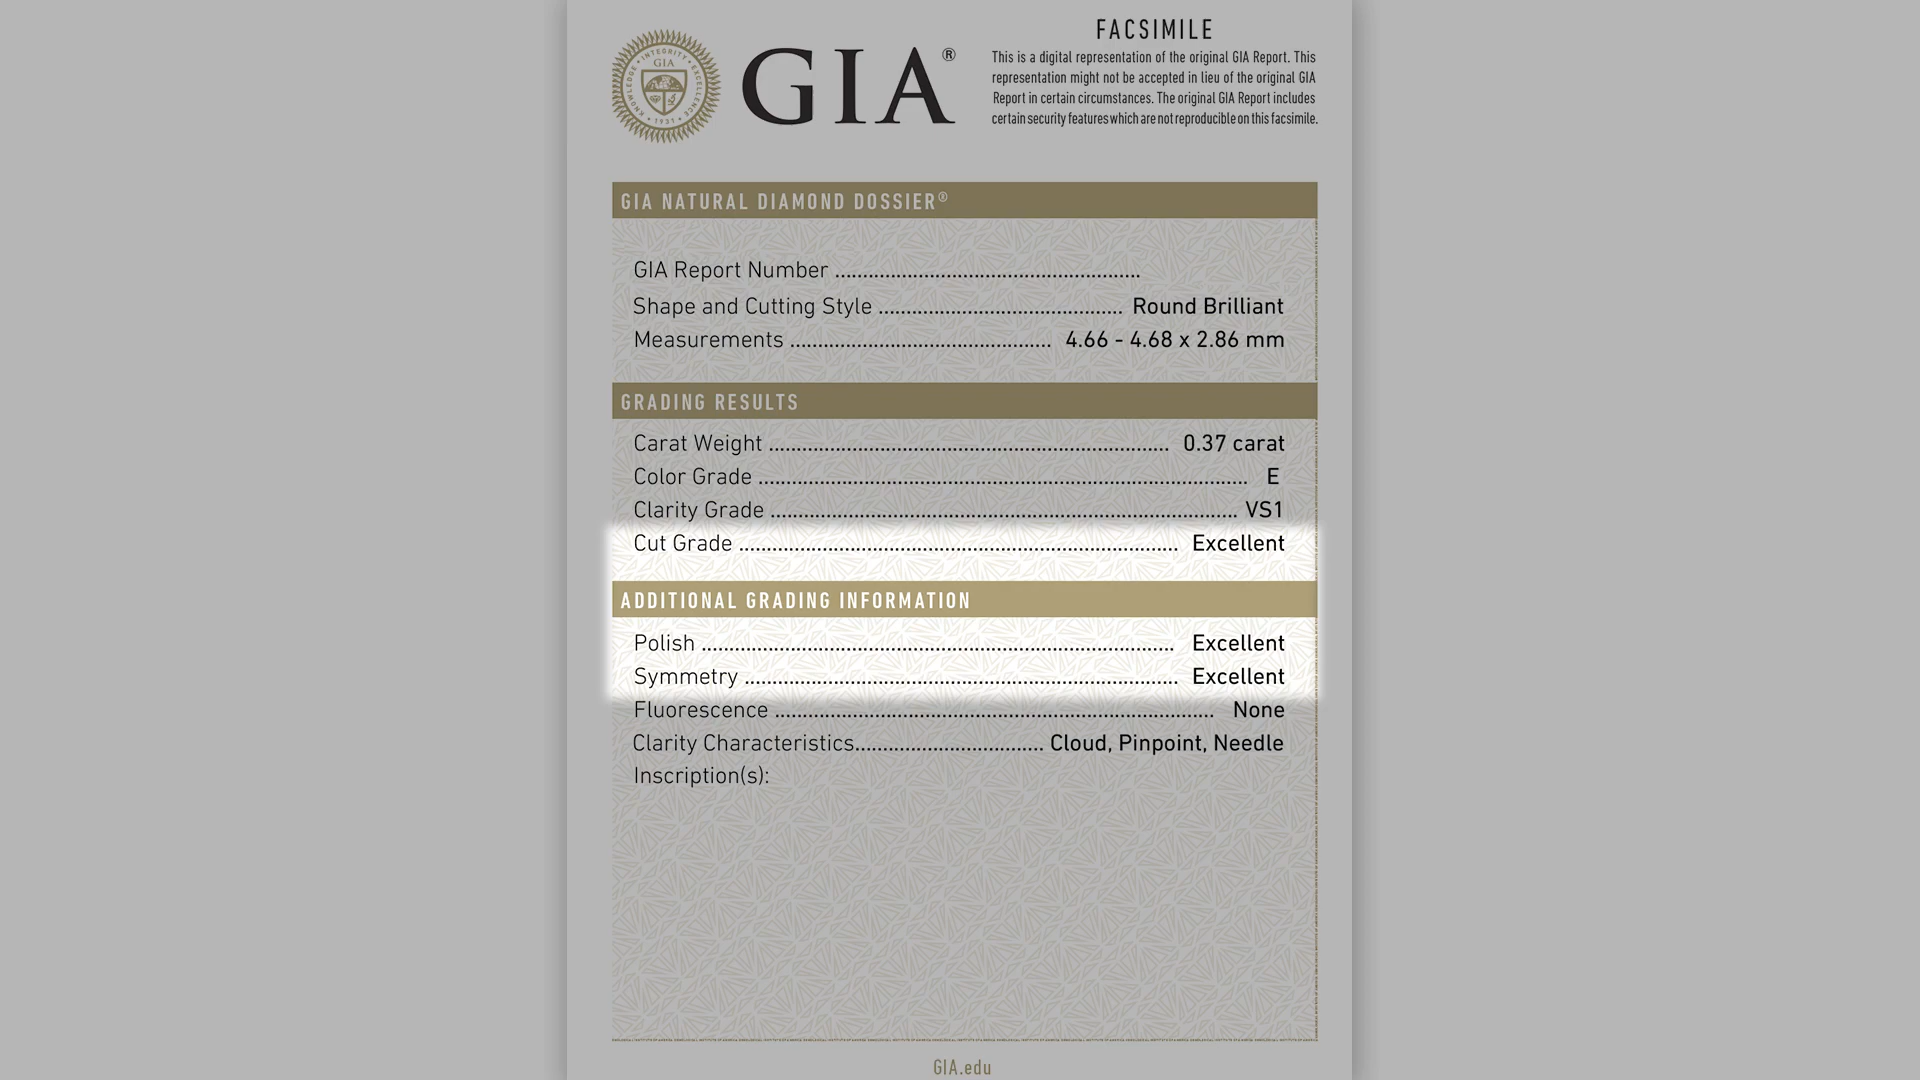 FACSIMILE
This is a digital representation of the original GIA Report. This
representation might not be accepted in lieu of the original GIA
Report in certain circumstances. The original GIA Report includes
certain security features which are not reproducible on this facsimile.
INTEGRITY
EXCELLENCE
KNOWLEDGE
GIA
1931
GIA®
GIA NATURAL DIAMOND DOSSIER®
GIA Report Number ........................................................
Shape and Cutting Style ............................................ Round Brilliant
Measurements ............................................... 4.66 - 4.68 x 2.86 mm
GRADING RESULTS
Carat Weight ........................................................................ 0.37 carat
Color Grade ........................................................................................ E
Clarity Grade .................................................................................... VS1
Cut Grade ............................................................................... Excellent
ADDITIONAL GRADING INFORMATION
Polish ..................................................................................... Excellent
Symmetry .............................................................................. Excellent
Fluorescence ............................................................................... None
Clarity Characteristics.................................. Cloud, Pinpoint, Needle
Inscription(s):
GIA.edu